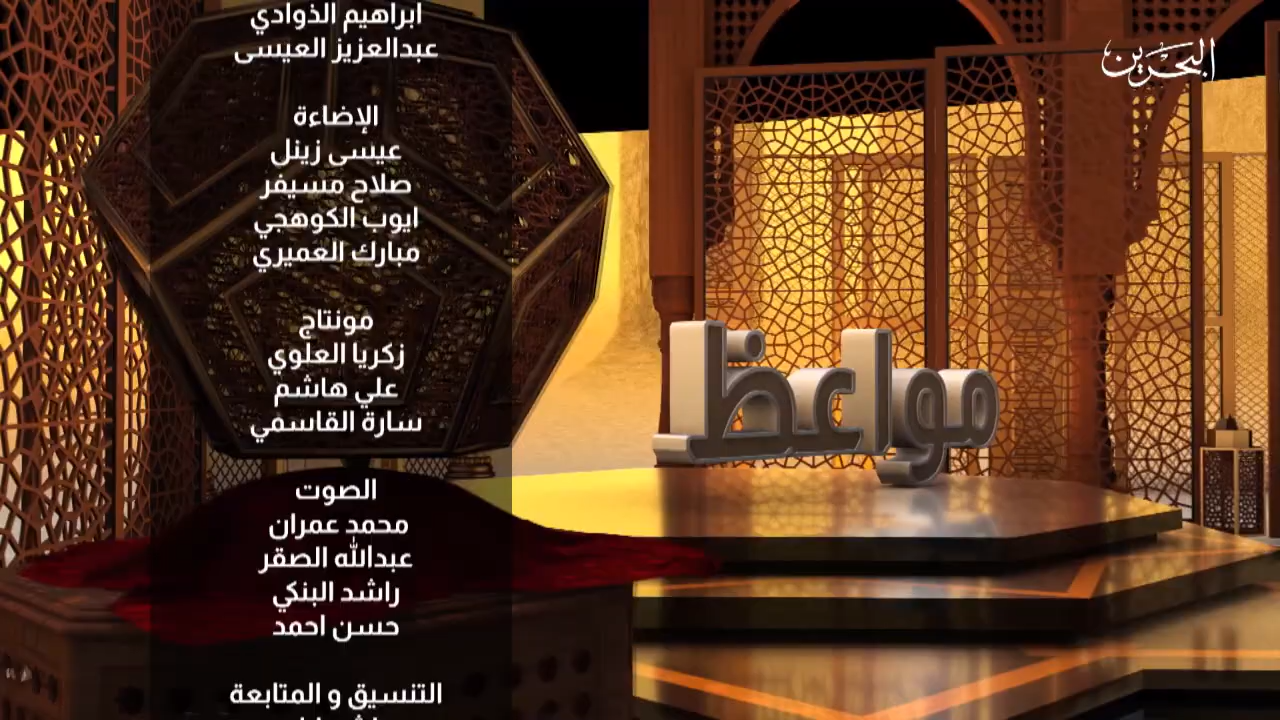 ابراهيم الذوادي
عبدالعزيز العيسى
الإضاءة
عيسى زينل
صلاح مسيفر
ايوب الكوهجي
مبارك العميري
مونتاج
زكريا العلوي
علي هاشم
سارة القاسمي
الصوت
محمد عمران
عبدالله الصقر
راشد البنكي
حسن احمد
التنسيق و المتابعة
البحرين
مواعظ